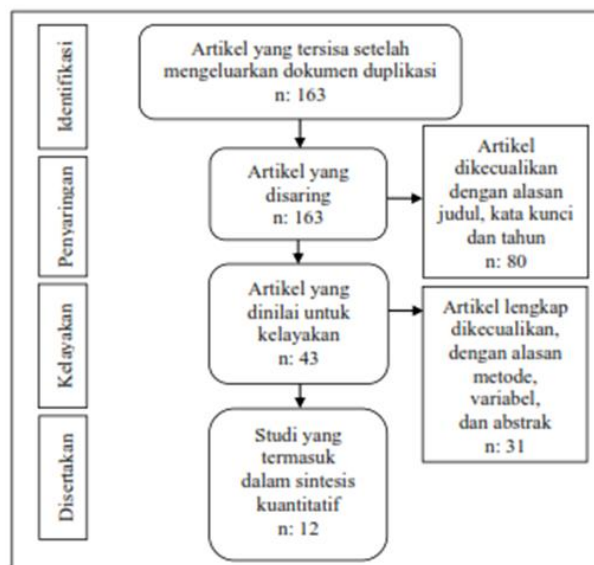 Identifikasi
Artikel yang tersisa setelah
mengeluarkan dokumen duplikasi
n: 163
Penyaringan
Artikel yang
disaring
n: 163
Artikel
dikecualikan
dengan alasan
judul, kata kunci
dan tahun
n: 80
Kelayakan
Artikel yang
dinilai untuk
kelayakan
n: 43
Artikel lengkap
dikecualikan,
dengan alasan
metode,
variabel,
dan abstrak
n: 31
Disertakan
Studi yang
termasuk
dalam sintesis
kuantitatif
n: 12